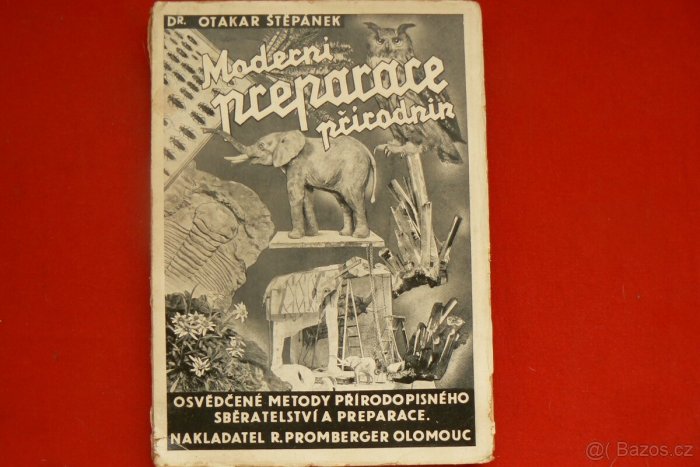 DR. OTAKAR ŠTĚPÁNEK
Moderní
preparace
přírodnin
OSVĚDČENÉ METODY PŘÍRODOPISNÉHO
SBĚRATELSTVÍ A PREPARACE.
NAKLADATEL R. PROMBERGER OLOMOUC
@ Bazos.cz